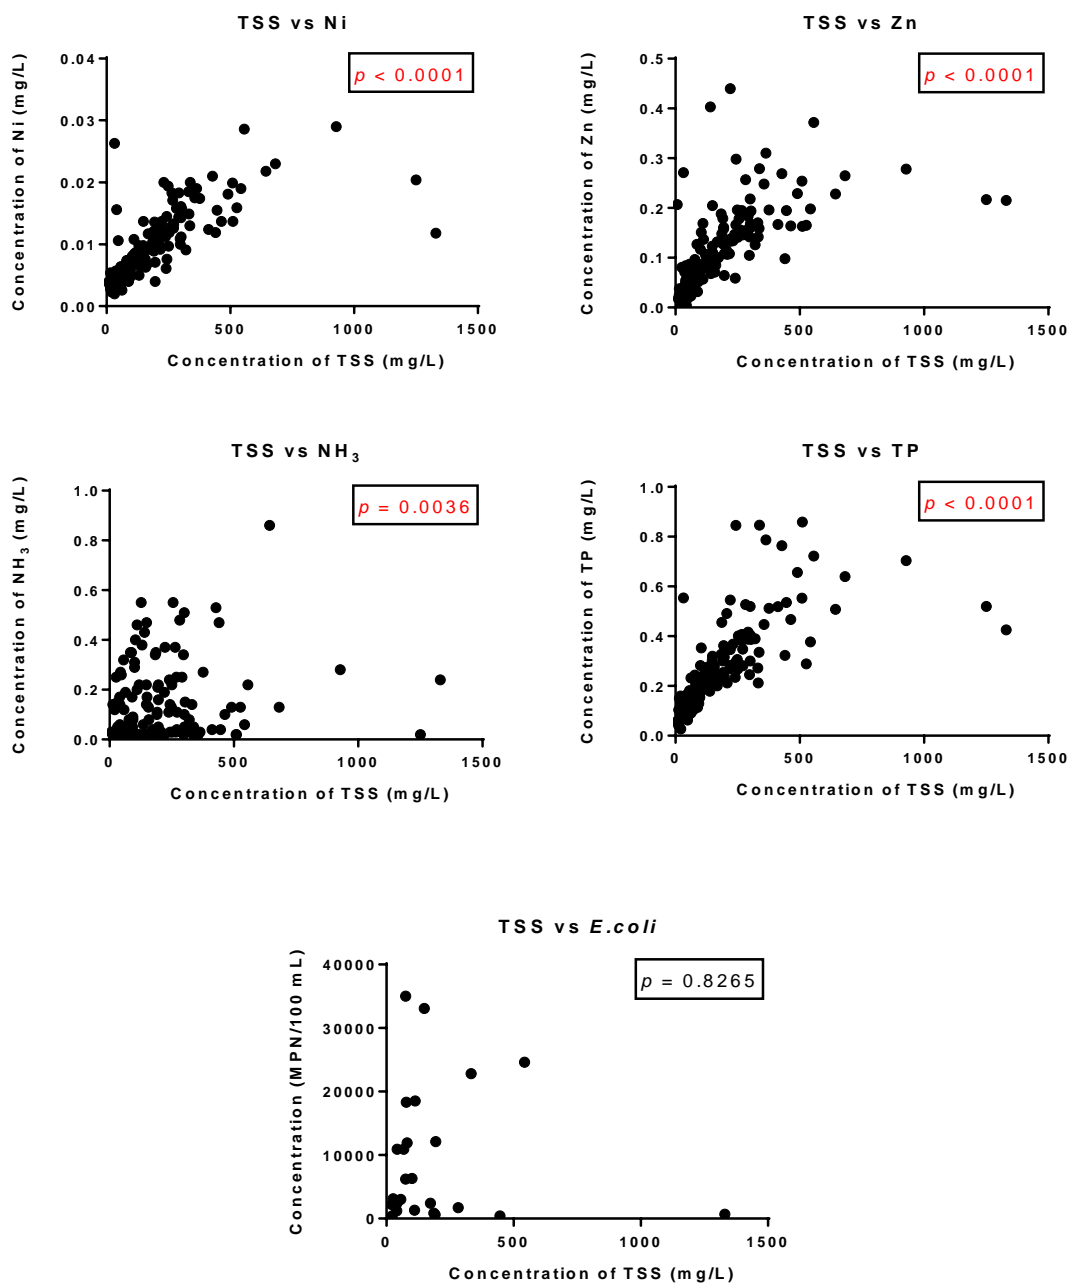 TSS vs Ni
p < 0.0001
Concentration of Ni (mg/L)
0.04
0.03
0.02
0.01
0.00
0
500
1000
1500
Concentration of TSS (mg/L)
TSS vs Zn
p < 0.0001
Concentration of Zn (mg/L)
0.5
0.4
0.3
0.2
0.1
0.0
0
500
1000
1500
Concentration of TSS (mg/L)
TSS vs NH₃
p = 0.0036
Concentration of NH₃ (mg/L)
1.0
0.8
0.6
0.4
0.2
0.0
0
500
1000
1500
Concentration of TSS (mg/L)
TSS vs TP
p < 0.0001
Concentration of TP (mg/L)
1.0
0.8
0.6
0.4
0.2
0.0
0
500
1000
1500
Concentration of TSS (mg/L)
TSS vs E.coli
p = 0.8265
Concentration (MPN/100 mL)
40000
30000
20000
10000
0
0
500
1000
1500
Concentration of TSS (mg/L)